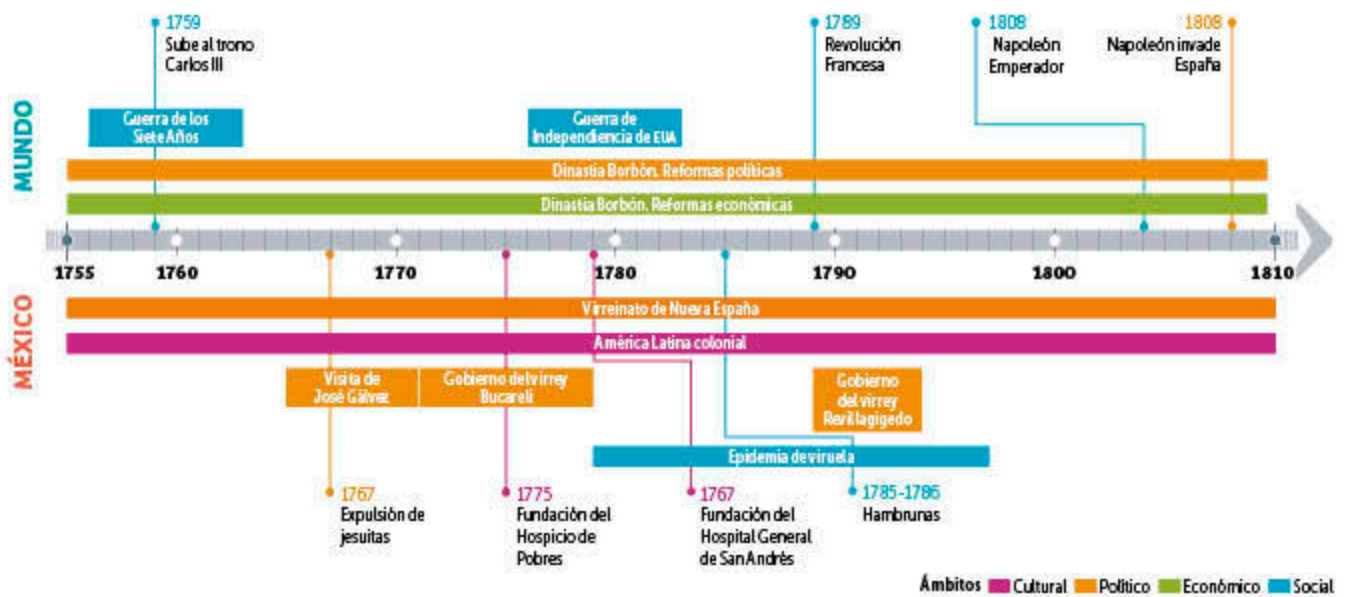 1759
Sube al trono
Carlos III
1789
Revolución
Francesa
1808
Napoleón
Emperador
1808
Napoleón invade
España
MUNDO
Guerra de los
Siete Años
Guerra de
Independiencia de EUA
Dinastía Borbón. Reformas políticas
Dinastía Borbón. Reformas económicas
1755
1760
1770
1780
1790
1800
1810
MÉXICO
Virreinato de Nueva España
América Latina colonial
Visita de
José Gálvez
Gobierno del virrey
Bucareli
Gobierno
del virrey
Revillagigedo
Epidemia de viruela
1767
Expulsión de
jesuitas
1775
Fundación del
Hospicio de
Pobres
1767
Fundación del
Hospital General
de San Andrés
1785-1786
Hambrunas
Ámbitos
Cultural
Político
Económico
Social